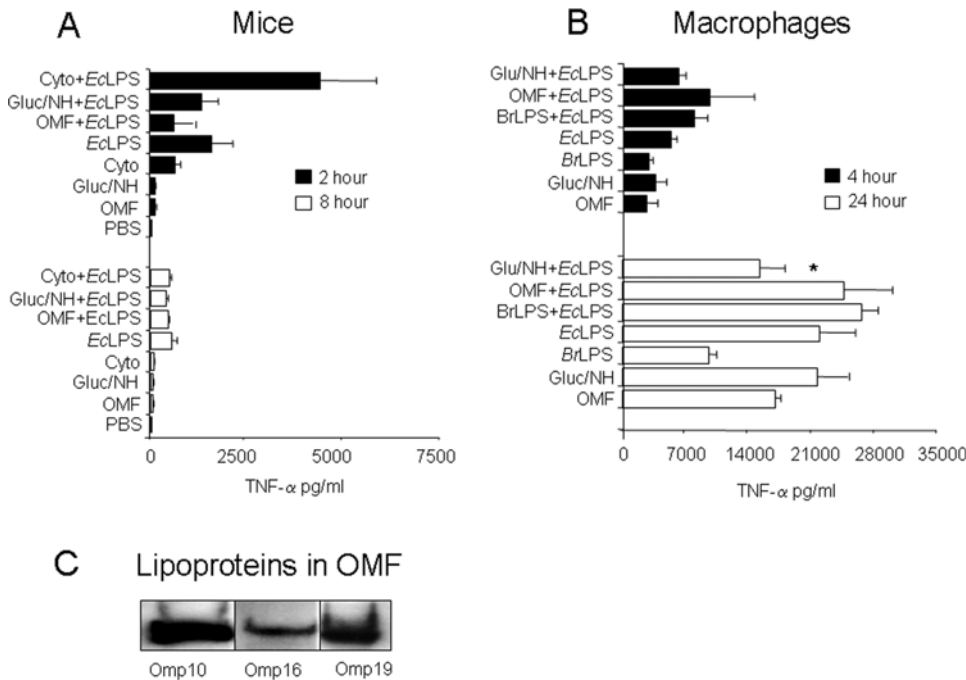 A
Mice
Cyto+EcLPS
Gluc/NH+EcLPS
OMF+EcLPS
EcLPS
Cyto
Gluc/NH
OMF
PBS
2 hour
8 hour
Cyto+EcLPS
Gluc/NH+EcLPS
OMF+EcLPS
EcLPS
Cyto
Gluc/NH
OMF
PBS
0 2500 5000 7500
TNF-α pg/ml
B
Macrophages
Glu/NH+EcLPS
OMF+EcLPS
BrLPS+EcLPS
EcLPS
BrLPS
Gluc/NH
OMF
4 hour
24 hour
Glu/NH+EcLPS
*
OMF+EcLPS
BrLPS+EcLPS
EcLPS
BrLPS
Gluc/NH
OMF
0 7000 14000 21000 28000 35000
TNF-α pg/ml
C
Lipoproteins in OMF
Omp10 Omp16 Omp19